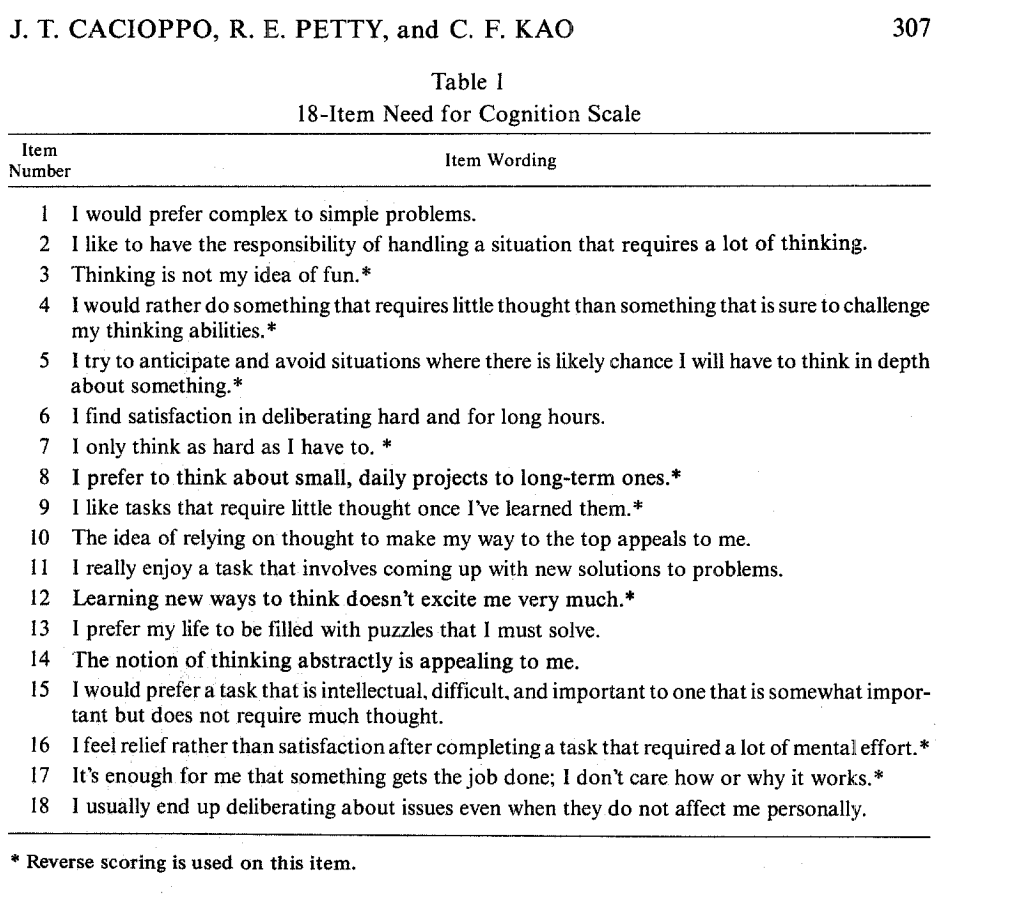 J. T. CACIOPPO, R. E. PETTY, and C. F. KAO 307
Table 1
18-Item Need for Cognition Scale
Item
Number
Item Wording
1 I would prefer complex to simple problems.
2 I like to have the responsibility of handling a situation that requires a lot of thinking.
3 Thinking is not my idea of fun.*
4 I would rather do something that requires little thought than something that is sure to challenge
my thinking abilities.*
5 I try to anticipate and avoid situations where there is likely chance I will have to think in depth
about something.*
6 I find satisfaction in deliberating hard and for long hours.
7 I only think as hard as I have to. *
8 I prefer to think about small, daily projects to long-term ones.*
9 I like tasks that require little thought once I've learned them.*
10 The idea of relying on thought to make my way to the top appeals to me.
11 I really enjoy a task that involves coming up with new solutions to problems.
12 Learning new ways to think doesn't excite me very much.*
13 I prefer my life to be filled with puzzles that I must solve.
14 The notion of thinking abstractly is appealing to me.
15 I would prefer a task that is intellectual, difficult, and important to one that is somewhat impor-
tant but does not require much thought.
16 I feel relief rather than satisfaction after completing a task that required a lot of mental effort.*
17 It's enough for me that something gets the job done; I don't care how or why it works.*
18 I usually end up deliberating about issues even when they do not affect me personally.
* Reverse scoring is used on this item.